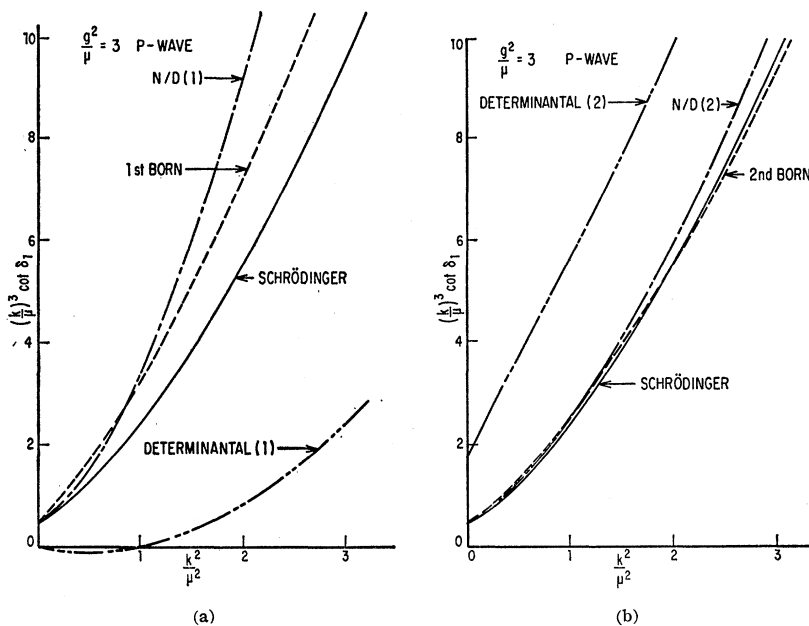 g²/μ = 3 P-WAVE
N/D(1)
1st BORN
SCHRÖDINGER
DETERMINANTAL (1)
(k/μ)³ cot δ₁
10
8
6
4
2
0
1
2
3
k²/μ²
(a)
g²/μ = 3 P-WAVE
DETERMINANTAL (2)
N/D(2)
2nd BORN
SCHRÖDINGER
(k/μ)³ cot δ₁
10
8
6
4
2
0
0
1
2
3
k²/μ²
(b)